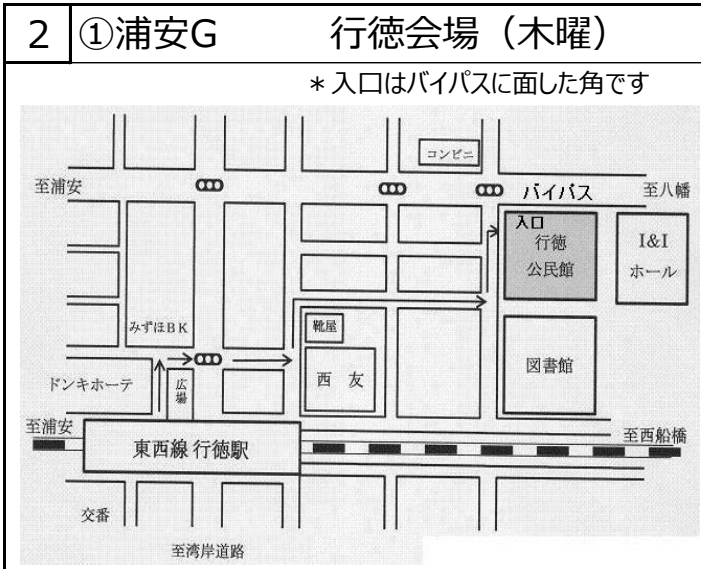 2 ①浦安G 行徳会場（木曜）
＊入口はバイパスに面した角です
コンビニ
至浦安
バイパス
至八幡
入口
行徳
公民館
I&I
ホール
みずほBK
靴屋
西友
図書館
ドンキホーテ
広場
至浦安
東西線 行徳駅
至西船橋
交番
至湾岸道路